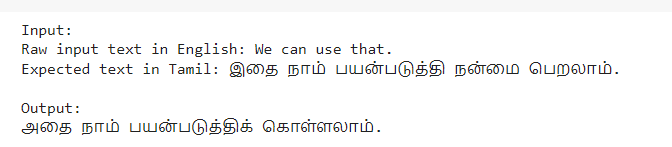 Input:
Raw input text in English: We can use that.
Expected text in Tamil: இதை நாம் பயன்படுத்தி நன்மை பெறலாம்.
Output:
அதை நாம் பயன்படுத்திக் கொள்ளலாம்.